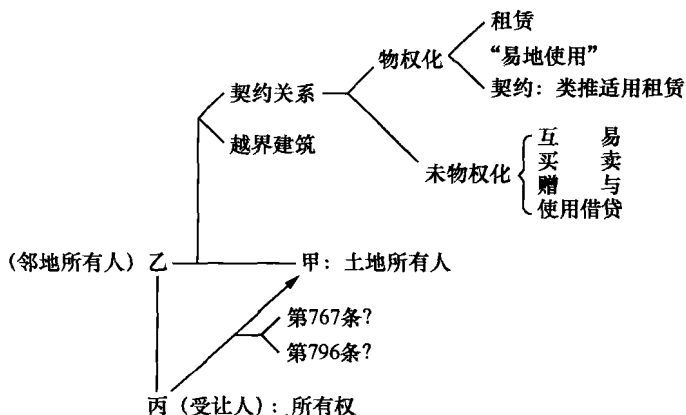 租赁
物权化
“易地使用”
契约关系
契约：类推适用租赁
越界建筑
互 易
未物权化
买 卖
赠 与
使用借贷
(邻地所有人) 乙
甲：土地所有人
第767条?
第796条?
丙 (受让人)：所有权